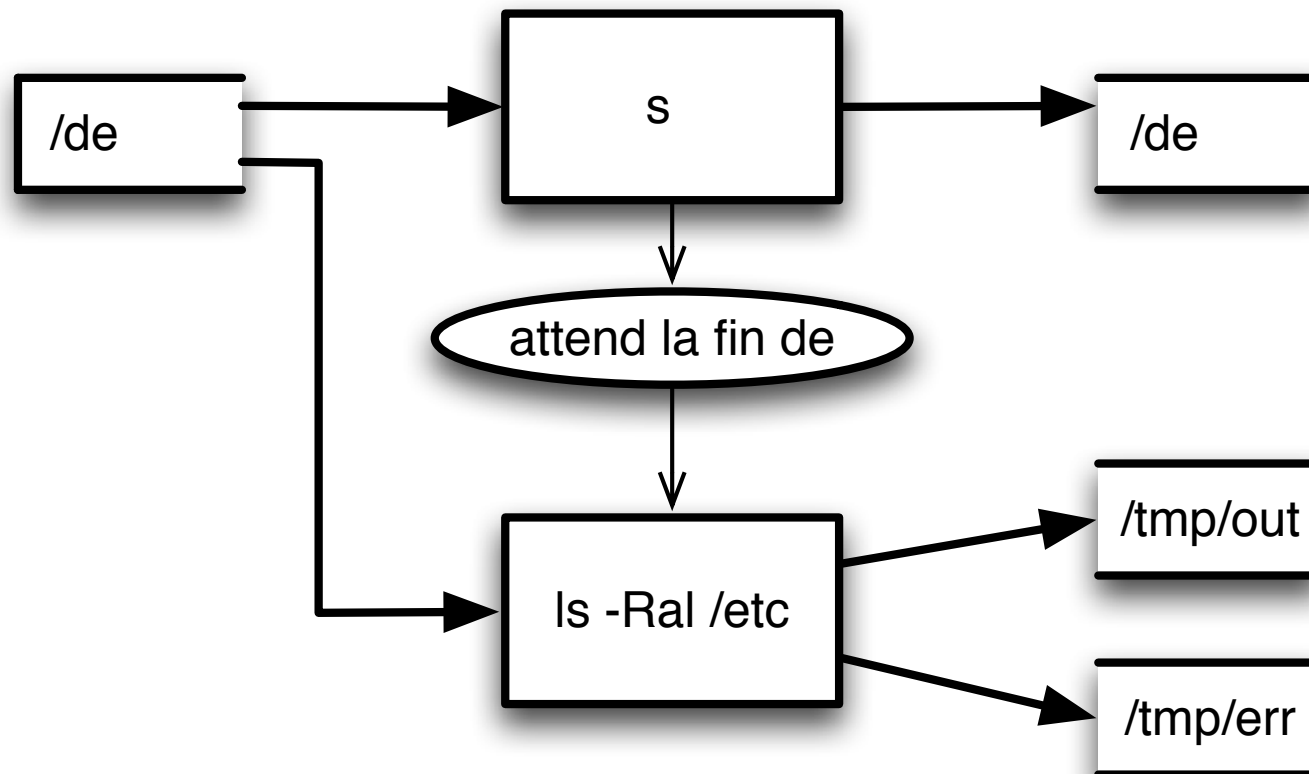 /de
s
/de
attend la fin de
ls -Ral /etc
/tmp/out
/tmp/err